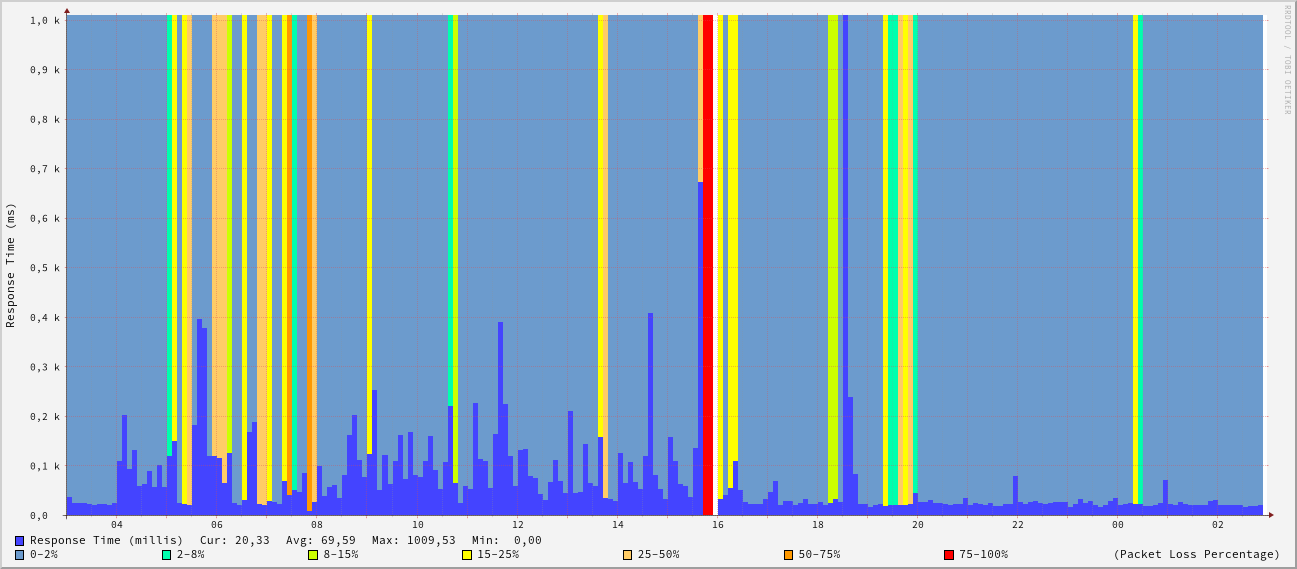 1,0 k
0,9 k
0,8 k
0,7 k
0,6 k
0,5 k
0,4 k
0,3 k
0,2 k
0,1 k
0,0
Response Time (ms)
RRDTOOL / TOBI OETIKER
04 06 08 10 12 14 16 18 20 22 00 02
Response Time (millis) Cur: 20,33 Avg: 69,59 Max: 1009,53 Min: 0,00
0-2% 2-8% 8-15% 15-25% 25-50% 50-75% 75-100% (Packet Loss Percentage)